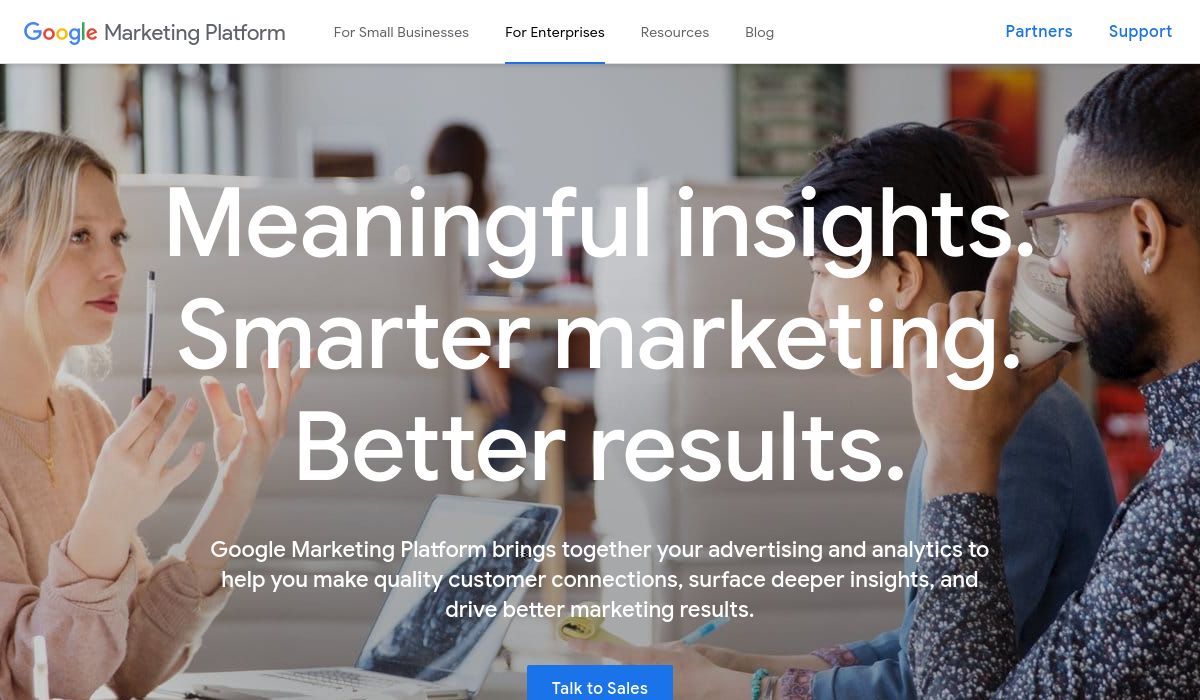 Google Marketing Platform
For Small Businesses
For Enterprises
Resources
Blog
Partners
Support
Meaningful insights.
Smarter marketing.
Better results.
Google Marketing Platform brings together your advertising and analytics to
help you make quality customer connections, surface deeper insights, and
drive better marketing results.
Talk to Sales